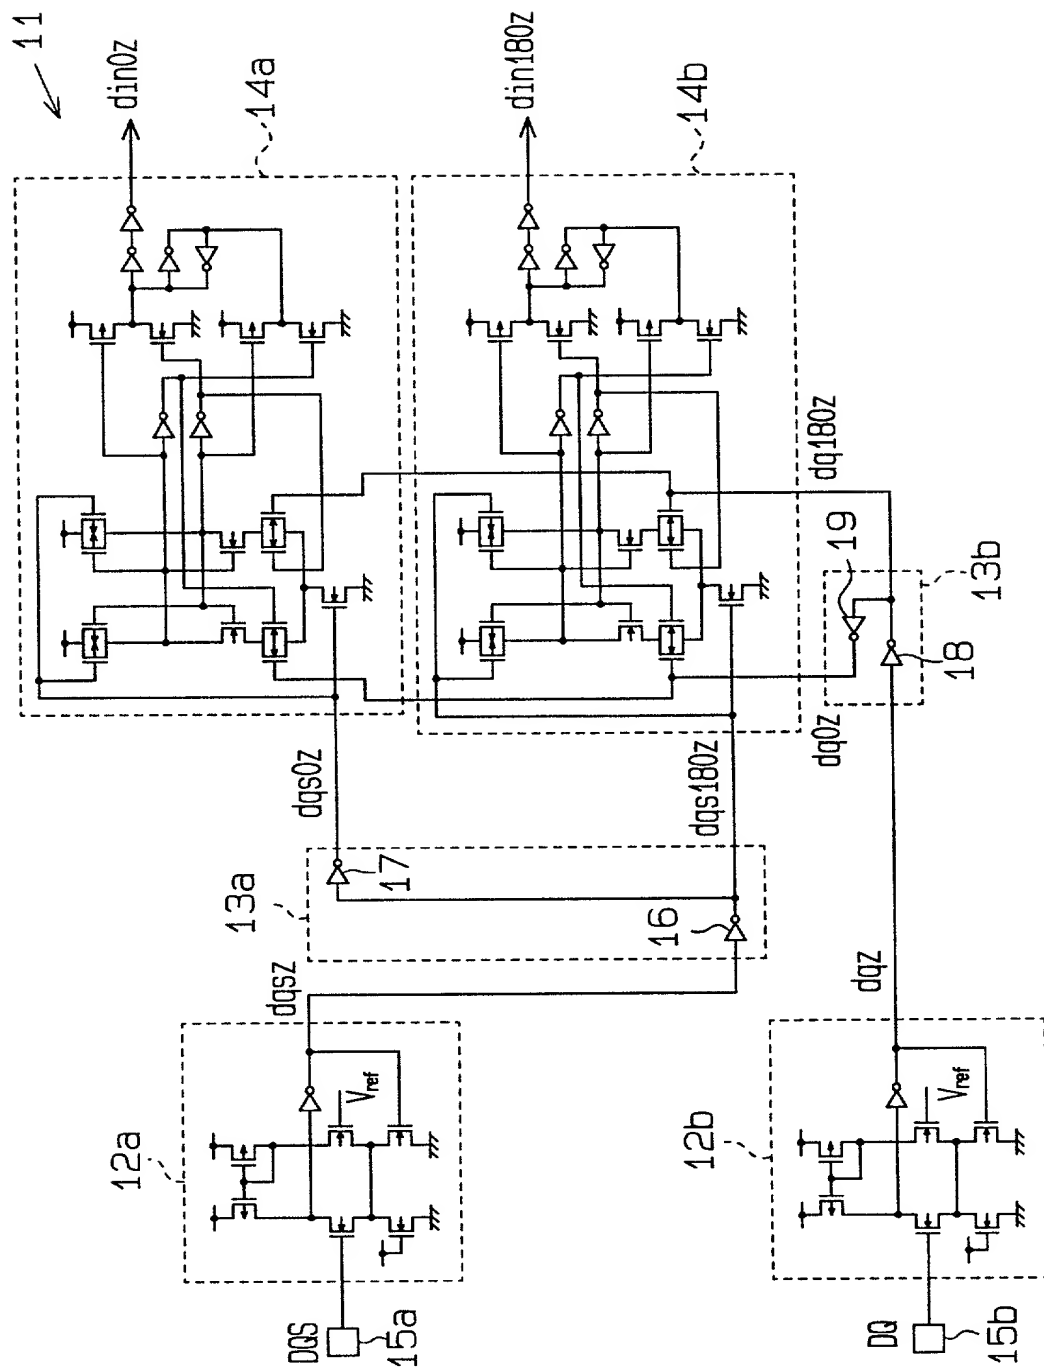 11
din0z
14a
din180z
14b
dq180z
19
13b
18
dq0z
dqs0z
dqs180z
13a
17
16
dqsz
dqz
12a
Vref
12b
Vref
DQS
15a
DQ
15b